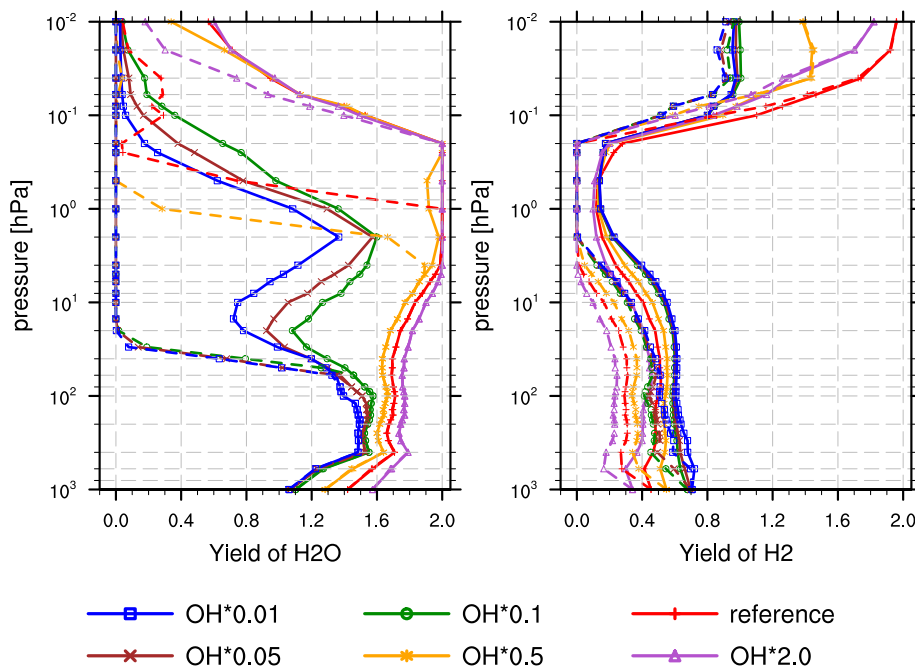 10⁻² 10⁻²
10⁻¹ 10⁻¹
10⁰ 10⁰
10¹ 10¹
10² 10²
10³ 10³
pressure [hPa] pressure [hPa]
0.0 0.4 0.8 1.2 1.6 2.0 0.0 0.4 0.8 1.2 1.6 2.0
Yield of H2O Yield of H2
OH*0.01 OH*0.1 reference
OH*0.05 OH*0.5 OH*2.0